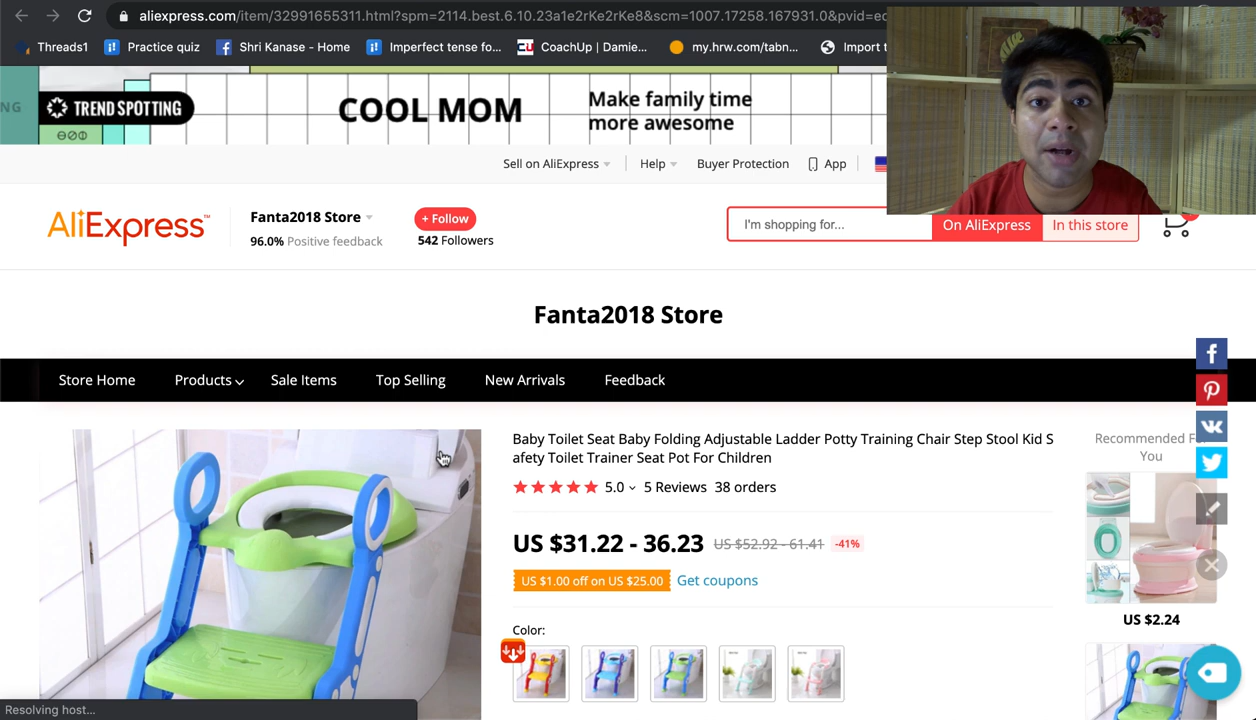 aliexpress.com/item/32991655311.html?spm=2114.best.6.10.23a1e2rKe2rKe8&scm=1007.17258.167931.0&pvid=ec
Threads1
Practice quiz
Shri Kanase - Home
Imperfect tense fo...
CoachUp | Damie...
my.hrw.com/tabn...
Import t
NG
TREND SPOTTING
COOL MOM
Make family time
more awesome
Sell on AliExpress
Help
Buyer Protection
App
AliExpress™
Fanta2018 Store
96.0% Positive feedback
+ Follow
542 Followers
I'm shopping for...
On AliExpress
In this store
Fanta2018 Store
Store Home
Products
Sale Items
Top Selling
New Arrivals
Feedback
Baby Toilet Seat Baby Folding Adjustable Ladder Potty Training Chair Step Stool Kid S
afety Toilet Trainer Seat Pot For Children
5.0 5 Reviews 38 orders
US $31.22 - 36.23 US $52.92 - 61.41 -41%
US $1.00 off on US $25.00 Get coupons
Color:
Recommended F
You
US $2.24
Resolving host...